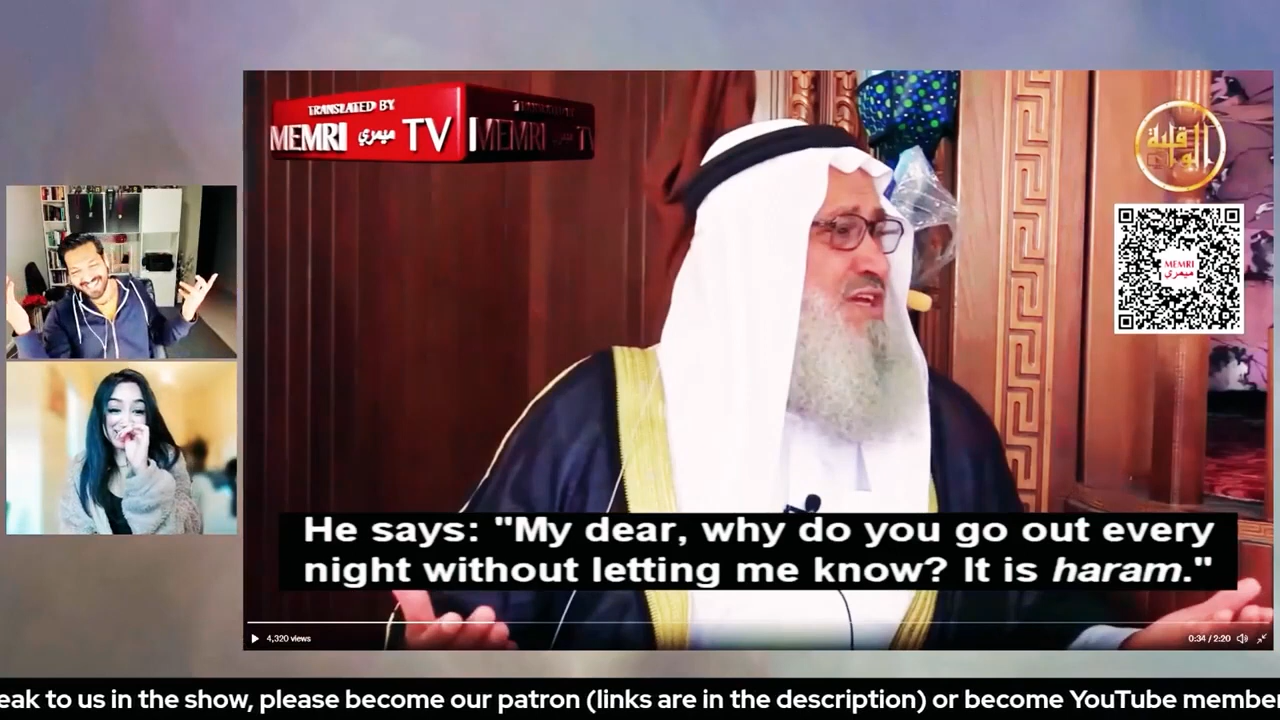 TRANSLATED BY
MEMRI ميمري TV
MEMRI
ميمري
He says: "My dear, why do you go out every
night without letting me know? It is haram."
4,320 views
0:34 / 2:20
eak to us in the show, please become our patron (links are in the description) or become YouTube member